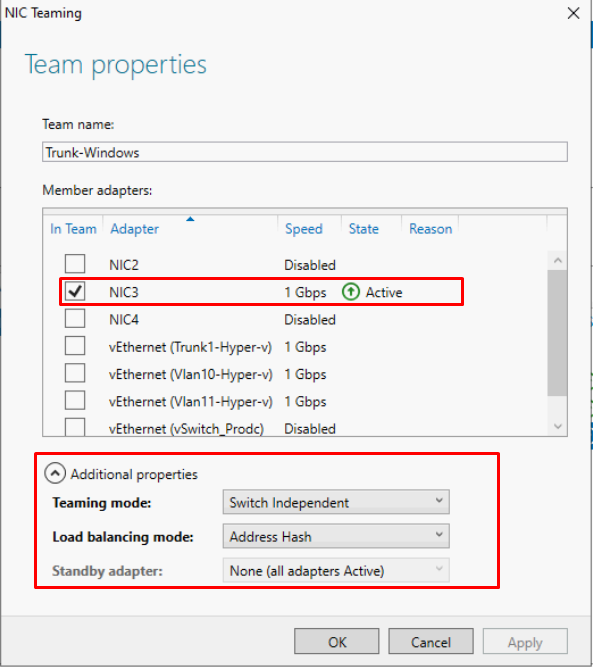 NIC Teaming
Team properties
Team name:
Trunk-Windows
Member adapters:
In Team Adapter Speed State Reason
NIC2 Disabled
NIC3 1 Gbps Active
NIC4 Disabled
vEthernet (Trunk1-Hyper-v) 1 Gbps
vEthernet (Vlan10-Hyper-v) 1 Gbps
vEthernet (Vlan11-Hyper-v) 1 Gbps
vEthernet (vSwitch_Prodc) Disabled
Additional properties
Teaming mode: Switch Independent
Load balancing mode: Address Hash
Standby adapter: None (all adapters Active)
OK Cancel Apply